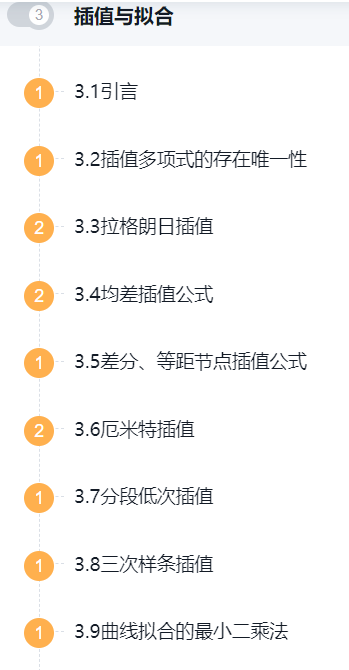 3 插值与拟合
1 3.1引言
1 3.2插值多项式的存在唯一性
2 3.3拉格朗日插值
2 3.4均差插值公式
1 3.5差分、等距节点插值公式
2 3.6厄米特插值
1 3.7分段低次插值
1 3.8三次样条插值
1 3.9曲线拟合的最小二乘法